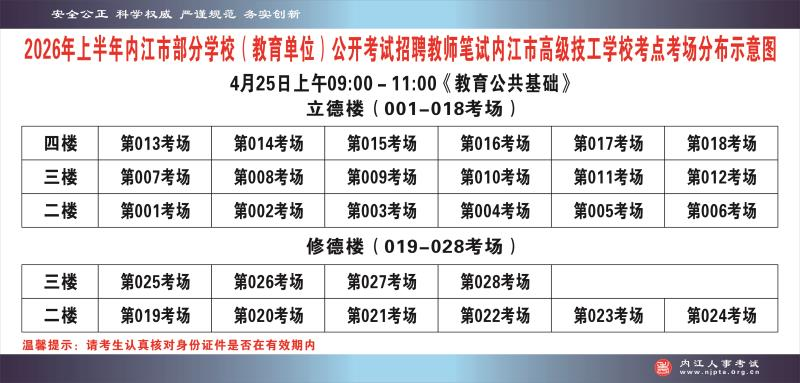 安全公正 科学权威 严谨规范 务实创新
2026年上半年内江市部分学校（教育单位）公开考试招聘教师笔试内江市高级技工学校考点考场分布示意图
4月25日上午09:00－11:00《教育公共基础》
立德楼（001-018考场）
四楼 第013考场 第014考场 第015考场 第016考场 第017考场 第018考场
三楼 第007考场 第008考场 第009考场 第010考场 第011考场 第012考场
二楼 第001考场 第002考场 第003考场 第004考场 第005考场 第006考场
修德楼（019-028考场）
三楼 第025考场 第026考场 第027考场 第028考场
二楼 第019考场 第020考场 第021考场 第022考场 第023考场 第024考场
温馨提示：请考生认真核对身份证件是否在有效期内
内江人事考试
www.njpta.org.cn